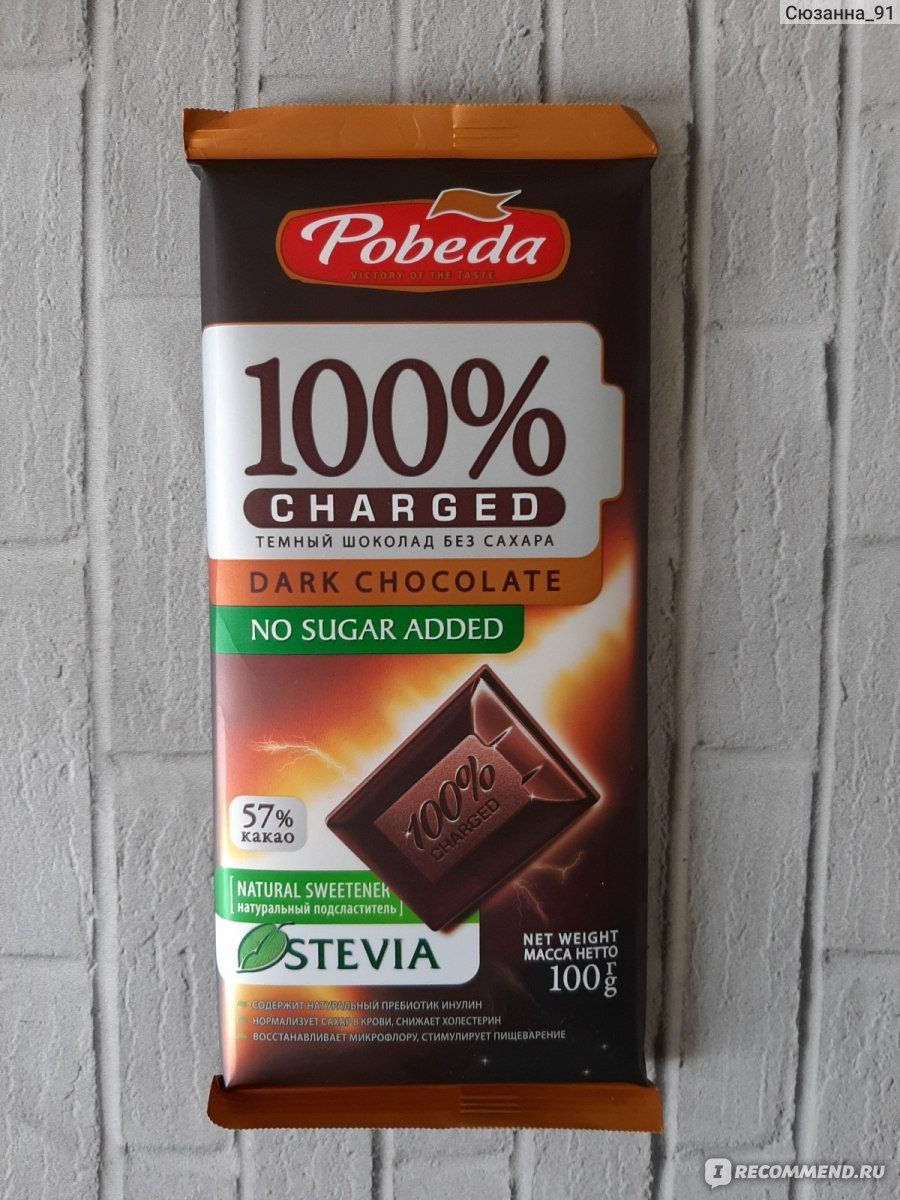 Сюзанна_91
Pobeda
VICTORY OF THE TASTE
100%
CHARGED
ТЕМНЫЙ ШОКОЛАД БЕЗ САХАРА
DARK CHOCOLATE
NO SUGAR ADDED
100%
CHARGED
57%
какао
[ NATURAL SWEETENER
натуральный подсластитель ]
STEVIA
NET WEIGHT
МАССА НЕТТО
100 г g
СОДЕРЖИТ НАТУРАЛЬНЫЙ ПРЕБИОТИК ИНУЛИН
НОРМАЛИЗУЕТ САХАР В КРОВИ, СНИЖАЕТ ХОЛЕСТЕРИН
ВОССТАНАВЛИВАЕТ МИКРОФЛОРУ, СТИМУЛИРУЕТ ПИЩЕВАРЕНИЕ
I RECOMMEND.RU